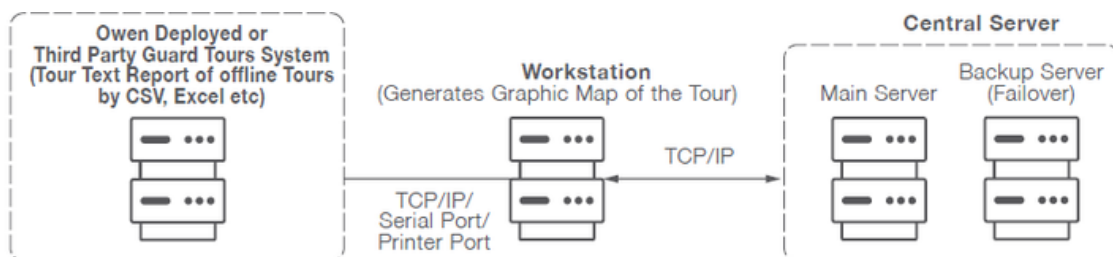 Owen Deployed or
Third Party Guard Tours System
(Tour Text Report of offline Tours
by CSV, Excel etc)
Workstation
(Generates Graphic Map of the Tour)
TCP/IP/
Serial Port/
Printer Port
TCP/IP
Central Server
Main Server
Backup Server
(Failover)